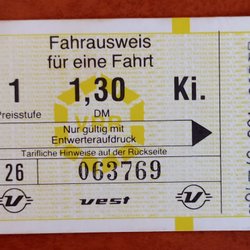 Fahrausweis
für eine Fahrt
1 1,30 Ki.
Preisstufe DM
VRR
Nur gültig mit
Entwerteraufdruck
Tarifliche Hinweise auf der Rückseite
26 063769
vest